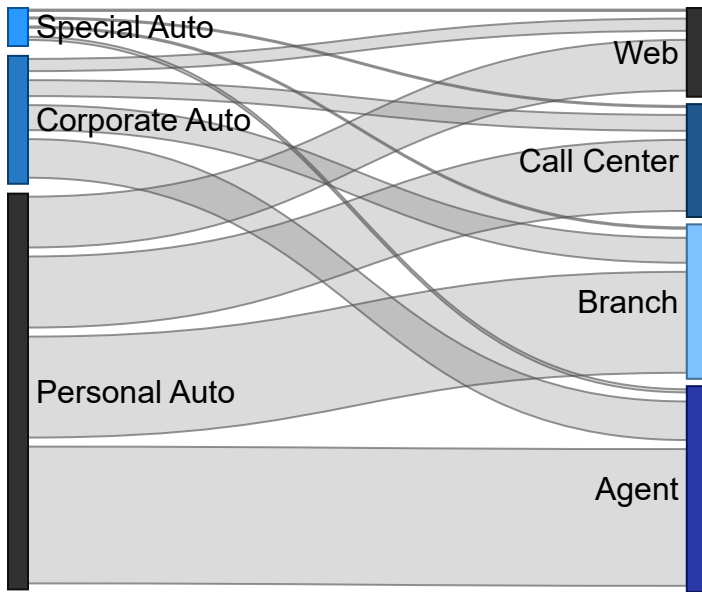 Special Auto
Web
Corporate Auto
Call Center
Branch
Personal Auto
Agent